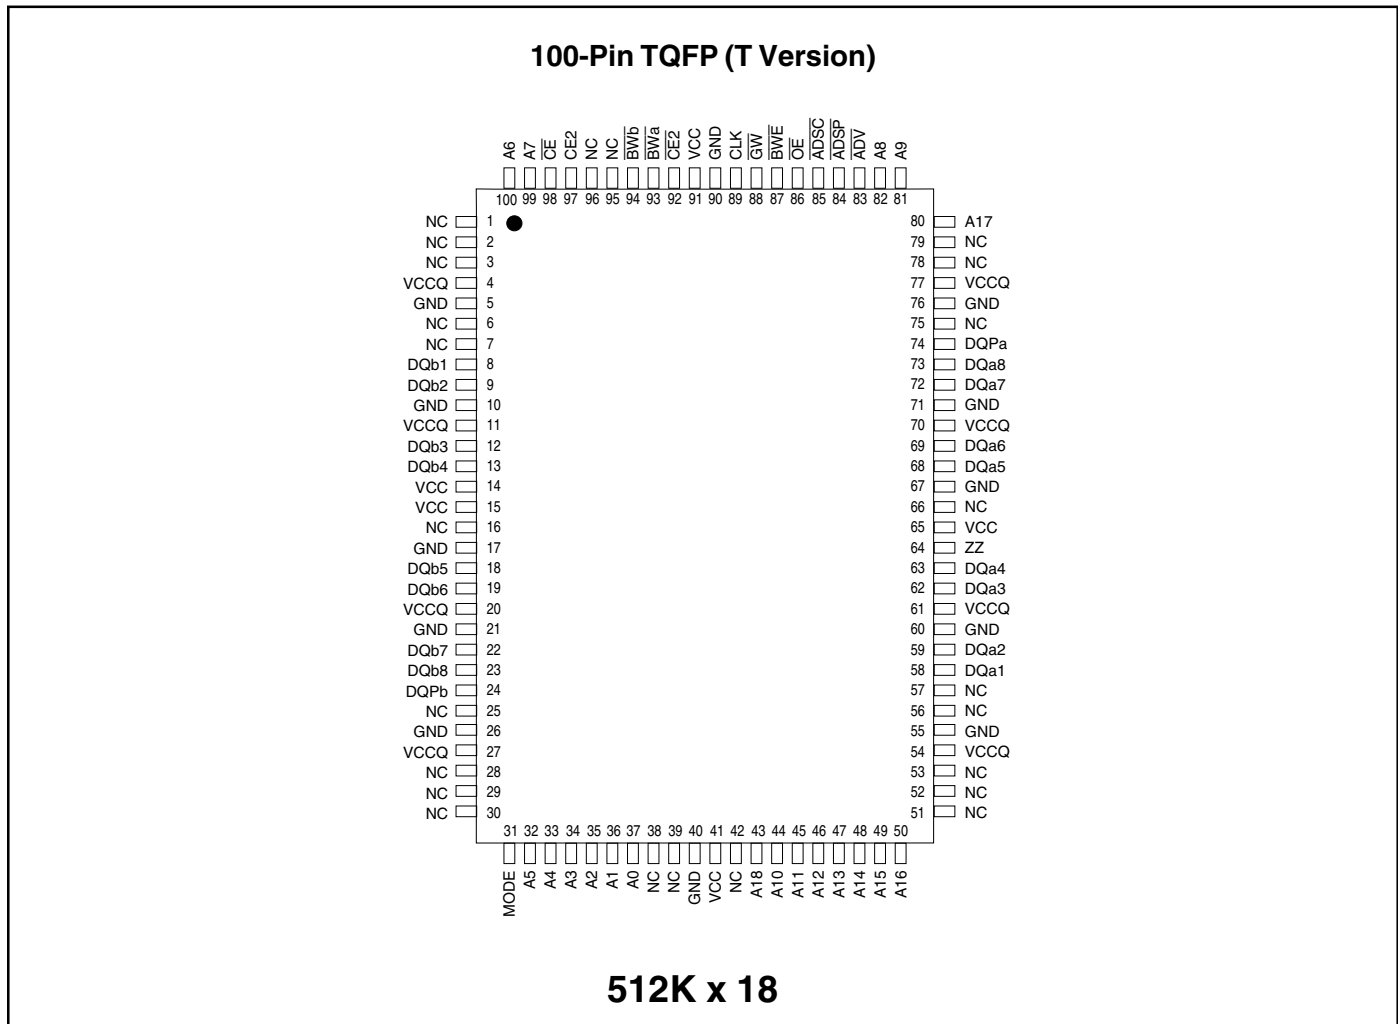 100-Pin TQFP (T Version)
A6 A7 CE CE2 NC NC BWb BWa CE2 VCC GND CLK GW BWE OE ADSC ADSP ADV A8 A9
100 99 98 97 96 95 94 93 92 91 90 89 88 87 86 85 84 83 82 81
NC 1 80 A17
NC 2 79 NC
NC 3 78 NC
VCCQ 4 77 VCCQ
GND 5 76 GND
NC 6 75 NC
NC 7 74 DQPa
DQb1 8 73 DQa8
DQb2 9 72 DQa7
GND 10 71 GND
VCCQ 11 70 VCCQ
DQb3 12 69 DQa6
DQb4 13 68 DQa5
VCC 14 67 GND
VCC 15 66 NC
NC 16 65 VCC
GND 17 64 ZZ
DQb5 18 63 DQa4
DQb6 19 62 DQa3
VCCQ 20 61 VCCQ
GND 21 60 GND
DQb7 22 59 DQa2
DQb8 23 58 DQa1
DQPb 24 57 NC
NC 25 56 NC
GND 26 55 GND
VCCQ 27 54 VCCQ
NC 28 53 NC
NC 29 52 NC
NC 30 51 NC
31 32 33 34 35 36 37 38 39 40 41 42 43 44 45 46 47 48 49 50
MODE A5 A4 A3 A2 A1 A0 NC NC GND VCC NC A18 A10 A11 A12 A13 A14 A15 A16
512K x 18